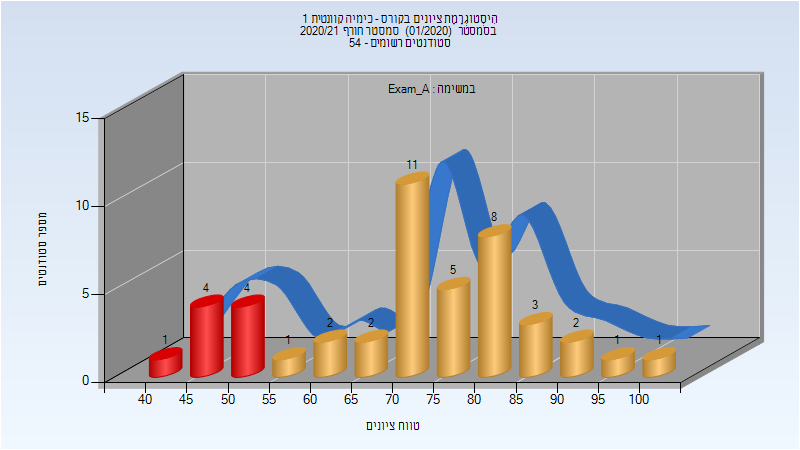 היסטוגרמת ציונים בקורס - כימיה קוונטית 1
בסמסטר (01/2020) סמסטר חורף 2020/21
סטודנטים רשומים - 54
במשימה : Exam_A
15
10
5
0
מספר סטודנטים
1
4
4
1
2
2
11
5
8
3
2
1
1
40 45 50 55 60 65 70 75 80 85 90 95 100
טווח ציונים